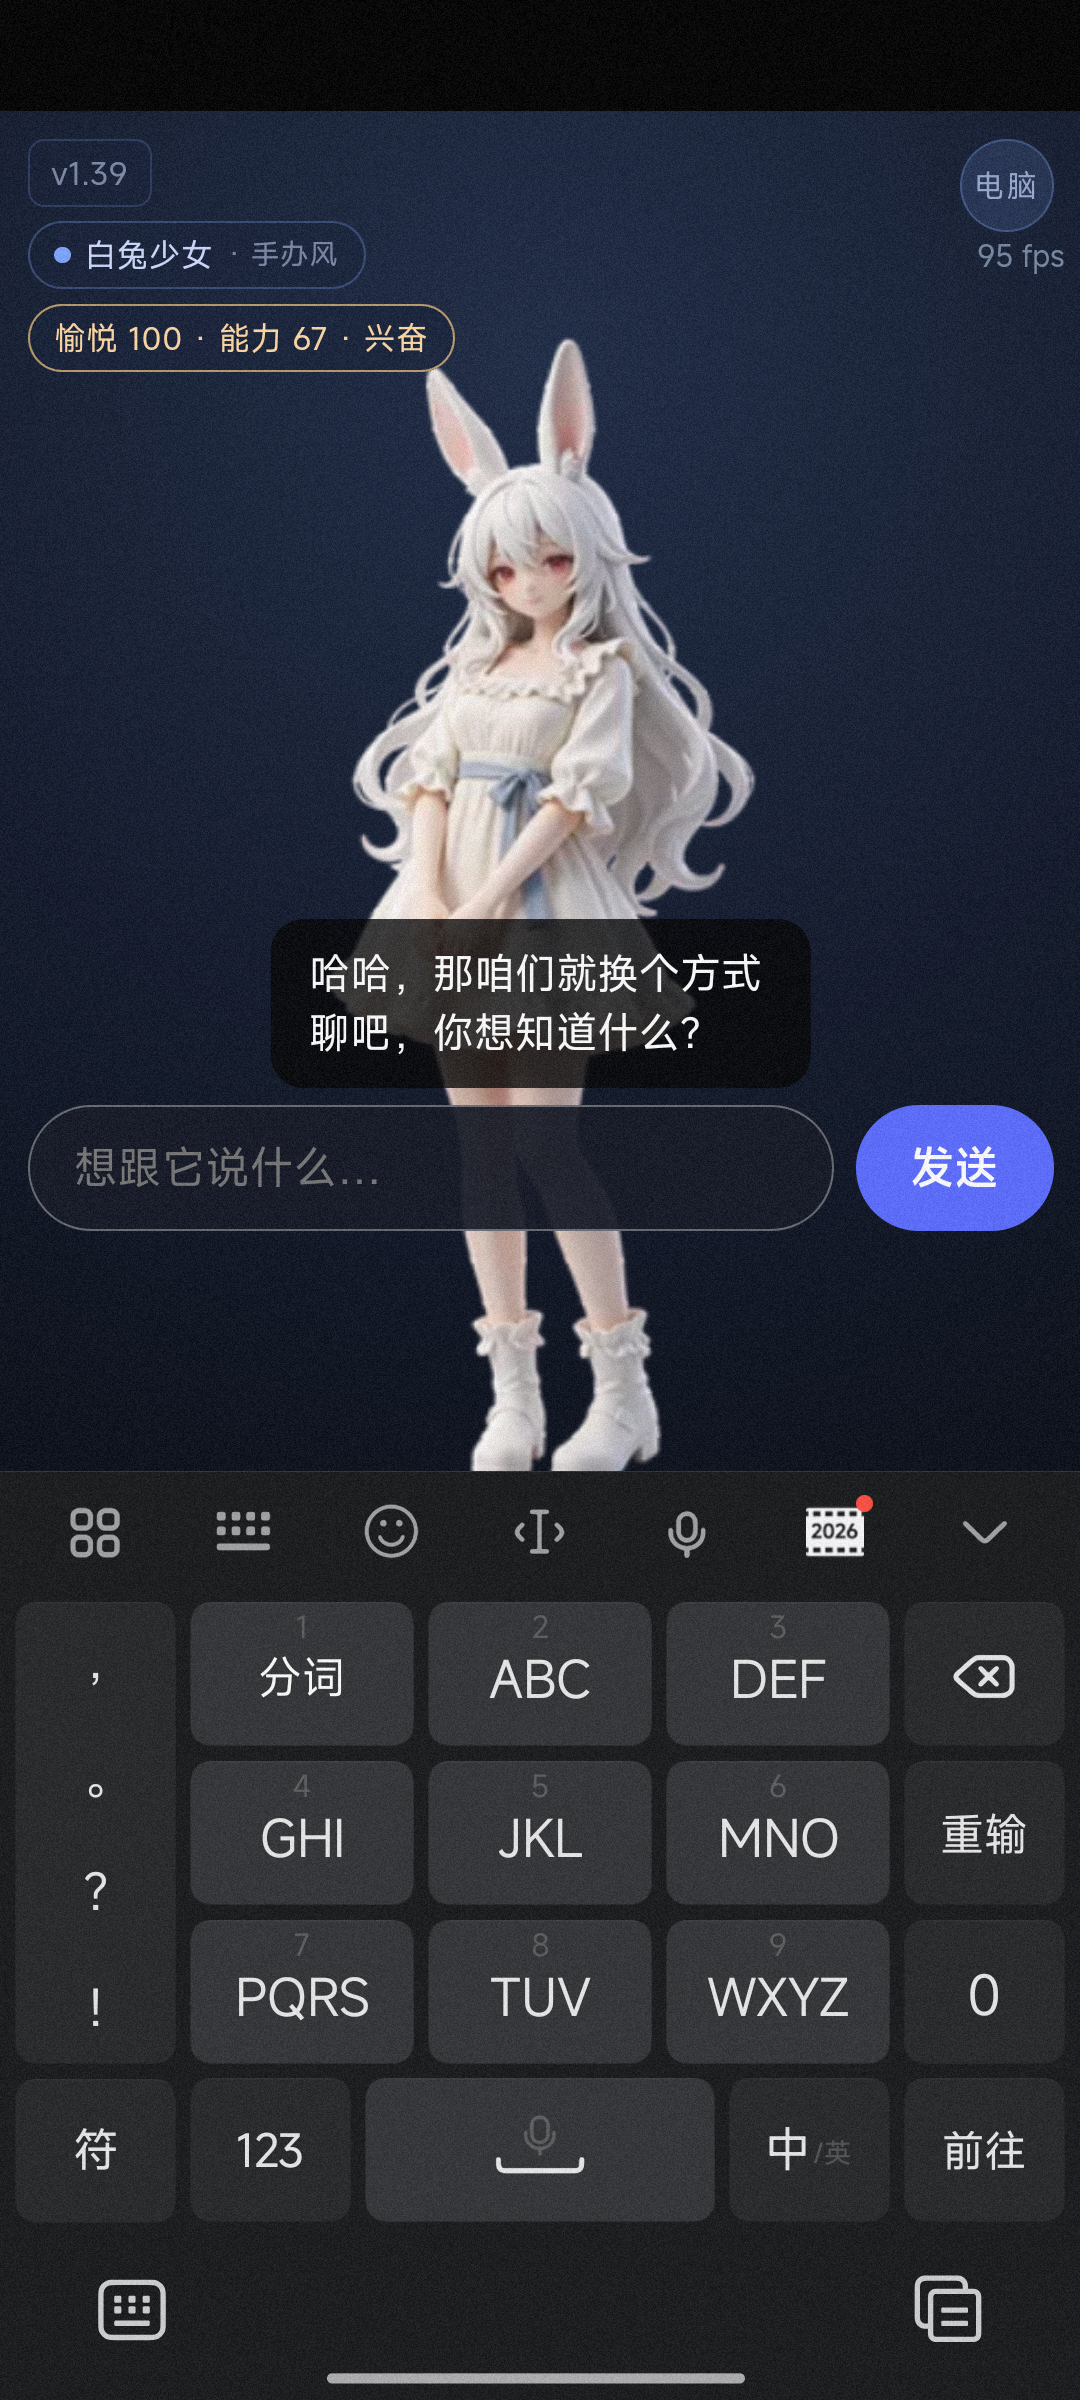 v1.39
电脑
95 fps
白兔少女 · 手办风
愉悦 100 · 能力 67 · 兴奋
哈哈，那咱们就换个方式
聊吧，你想知道什么？
想跟它说什么...
发送
2026
，
1
分词
2
ABC
3
DEF
。
4
GHI
5
JKL
6
MNO
重输
？
7
PQRS
8
TUV
9
WXYZ
0
！
符
123
中/英
前往